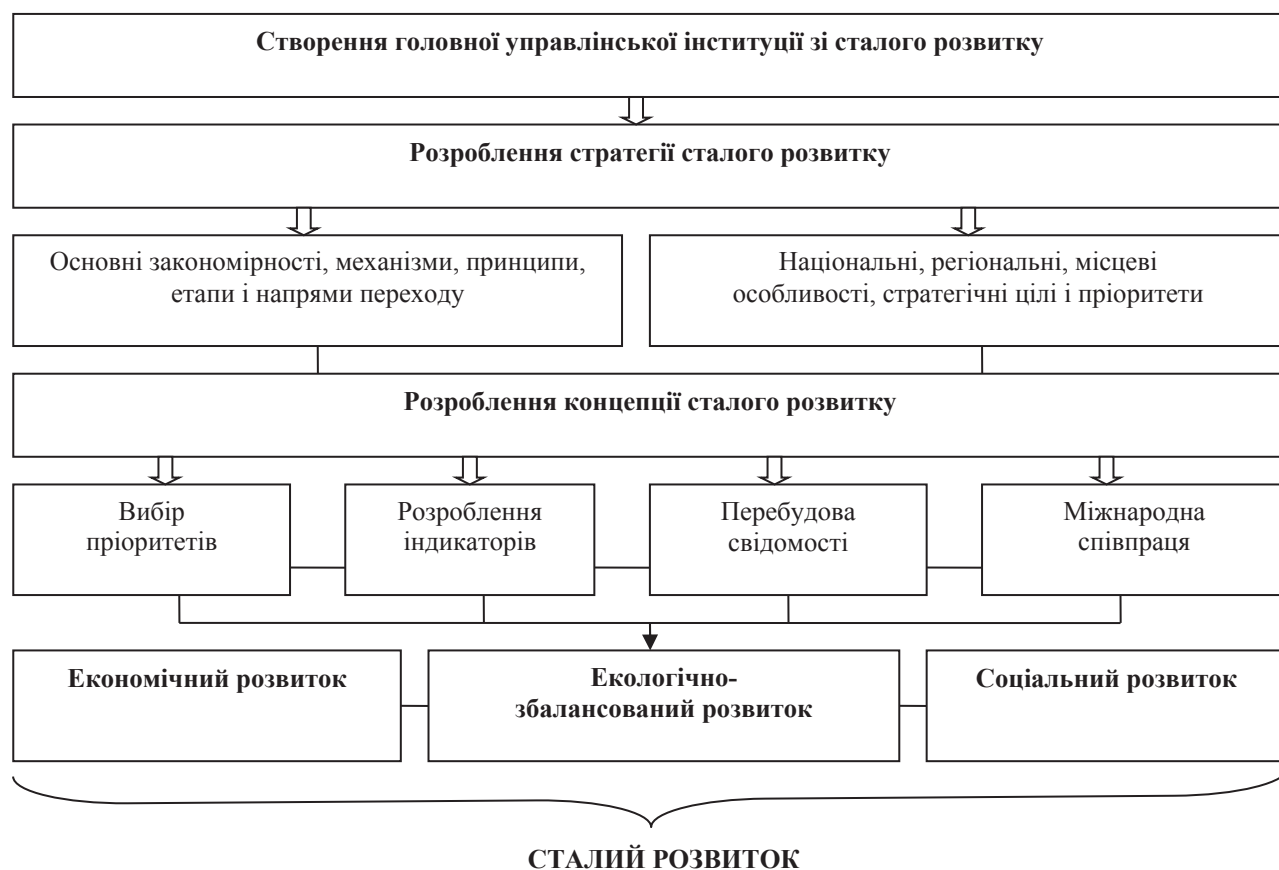 Створення головної управлінської інституції зі сталого розвитку
Розроблення стратегії сталого розвитку
Основні закономірності, механізми, принципи,
етапи і напрями переходу
Національні, регіональні, місцеві
особливості, стратегічні цілі і пріоритети
Розроблення концепції сталого розвитку
Вибір
пріоритетів
Розроблення
індикаторів
Перебудова
свідомості
Міжнародна
співпраця
Економічний розвиток
Екологічно-
збалансований розвиток
Соціальний розвиток
СТАЛИЙ РОЗВИТОК